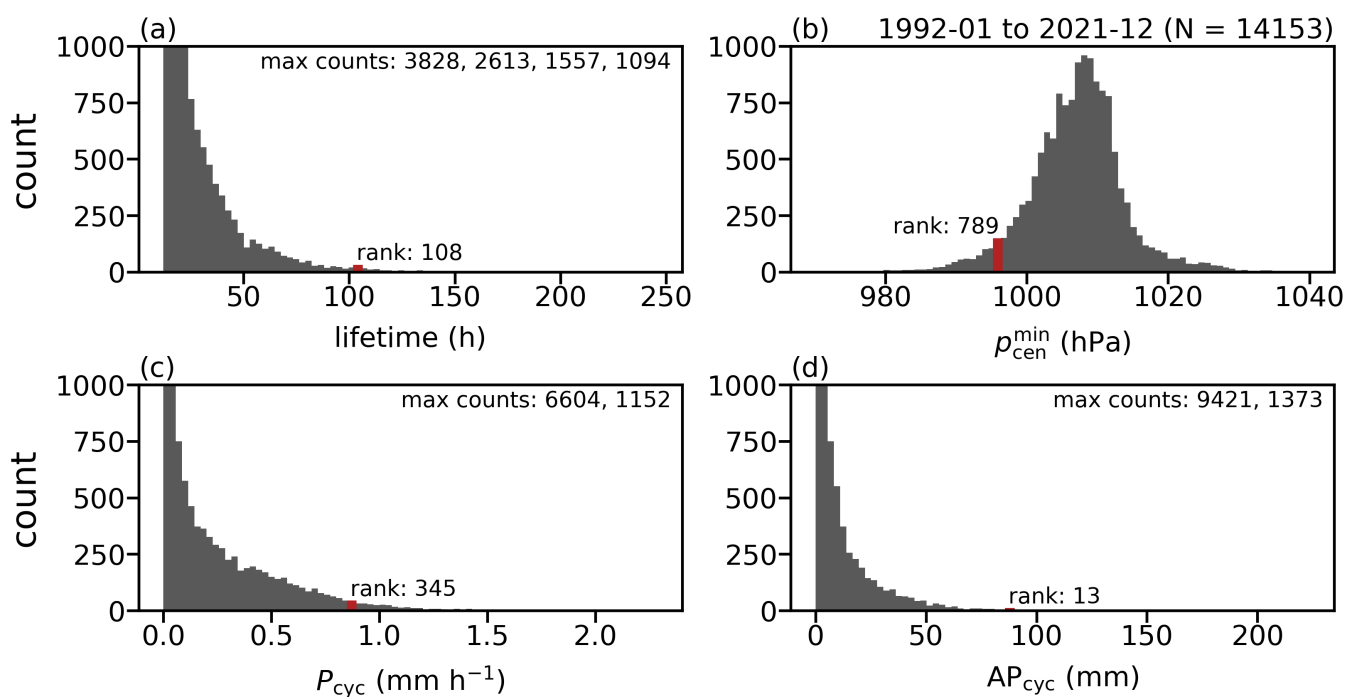 (a)
(b) 1992-01 to 2021-12 (N = 14153)
1000
750
500
250
0
count
max counts: 3828, 2613, 1557, 1094
rank: 108
50 100 150 200 250
lifetime (h)
1000
750
500
250
0
rank: 789
980 1000 1020 1040
p_cen^min (hPa)
(c)
1000
750
500
250
0
count
max counts: 6604, 1152
rank: 345
0.0 0.5 1.0 1.5 2.0
P_cyc (mm h⁻¹)
(d)
1000
750
500
250
0
max counts: 9421, 1373
rank: 13
0 50 100 150 200
AP_cyc (mm)